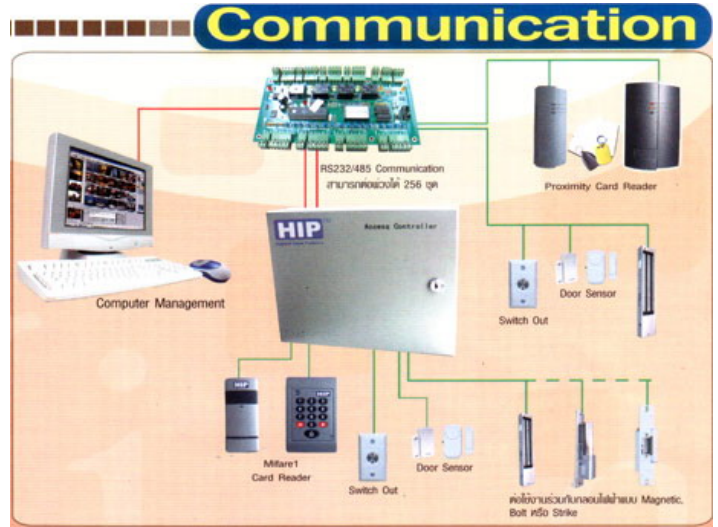 Communication
RS232/485 Communication
สามารถต่อพ่วงได้ 256 ชุด
Proximity Card Reader
HIP
Access Controller
Computer Management
Door Sensor
Switch Out
HIP
Mifare1
Card Reader
Switch Out
Door Sensor
ต่อใช้งานร่วมกับกลอนไฟฟ้าแบบ Magnetic,
Bolt หรือ Strike